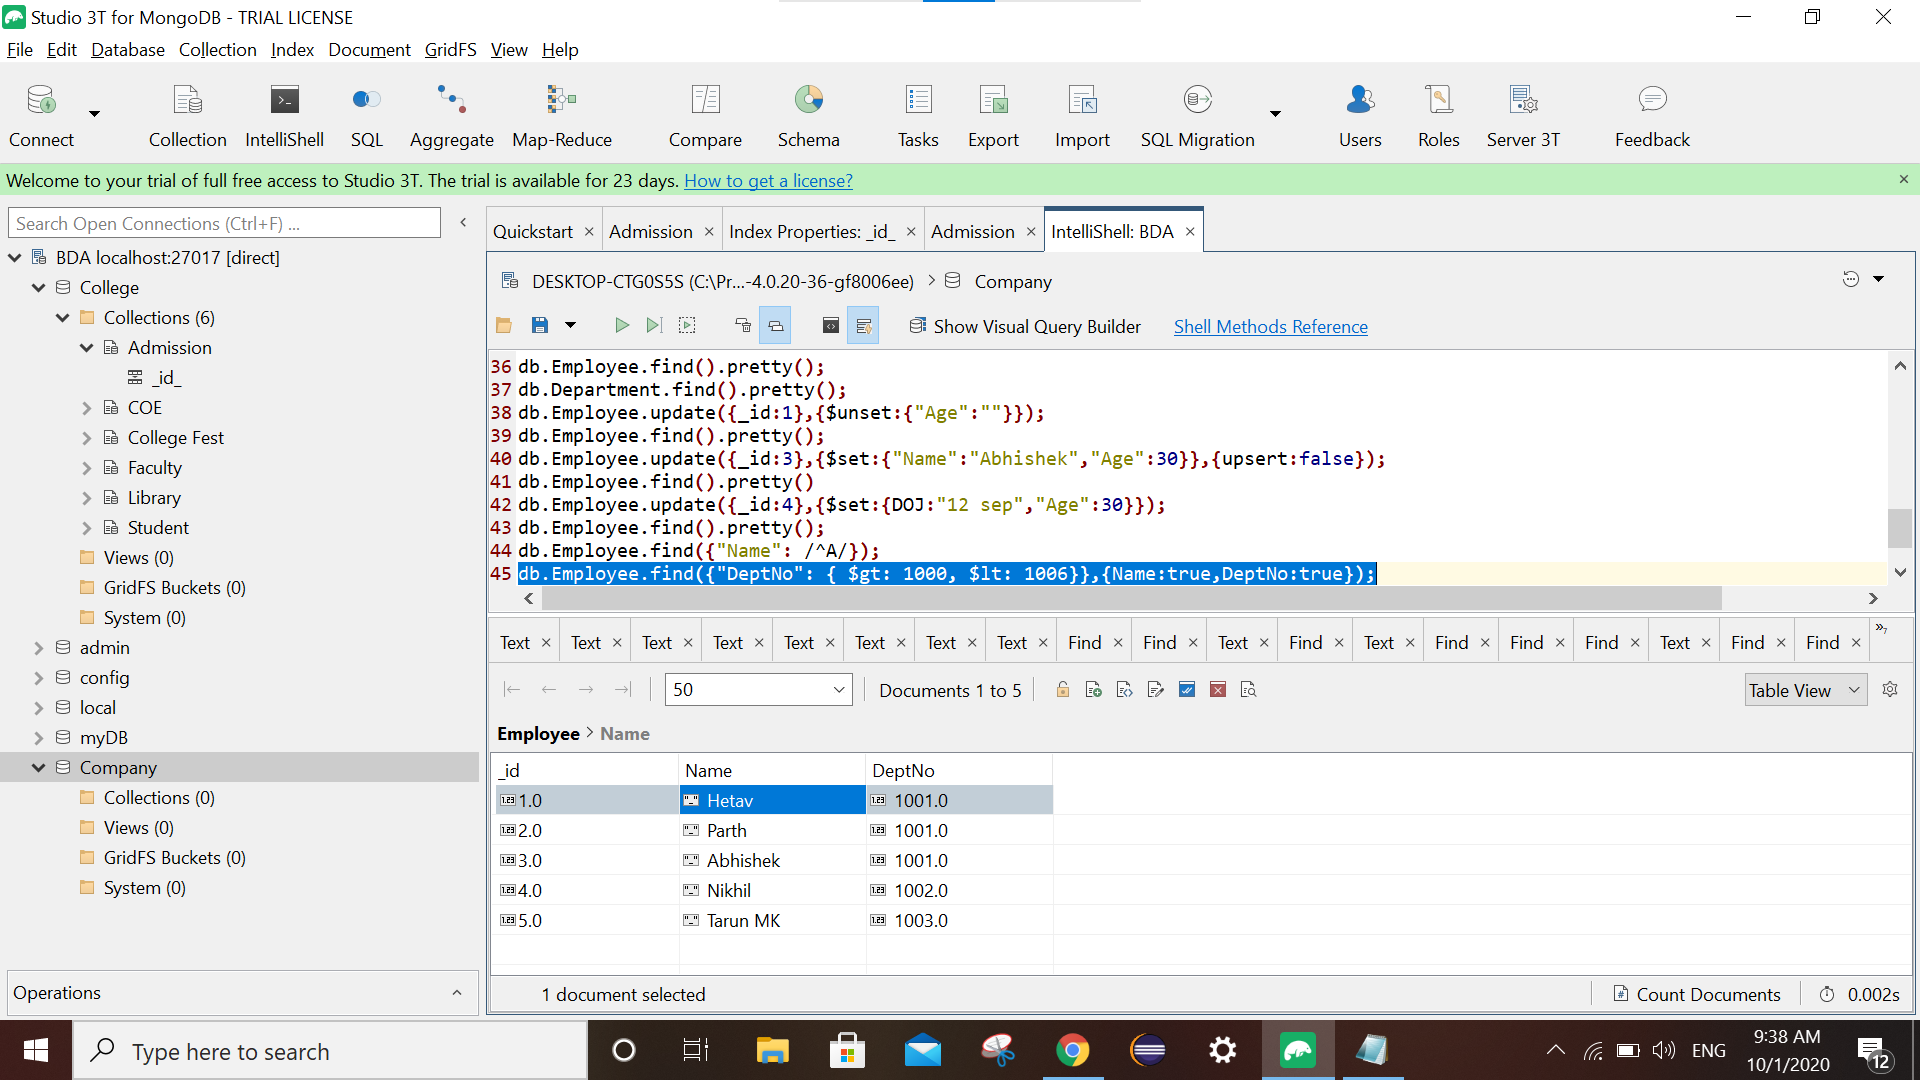 Studio 3T for MongoDB - TRIAL LICENSE
File Edit Database Collection Index Document GridFS View Help
Connect Collection IntelliShell SQL Aggregate Map-Reduce Compare Schema Tasks Export Import SQL Migration Users Roles Server 3T Feedback
Welcome to your trial of full free access to Studio 3T. The trial is available for 23 days. How to get a license?
Search Open Connections (Ctrl+F) ...
BDA localhost:27017 [direct]
College
Collections (6)
Admission
_id_
COE
College Fest
Faculty
Library
Student
Views (0)
GridFS Buckets (0)
System (0)
admin
config
local
myDB
Company
Collections (0)
Views (0)
GridFS Buckets (0)
System (0)
Operations
Quickstart Admission Index Properties: _id_ Admission IntelliShell: BDA
DESKTOP-CTG0S5S (C:\Pr...-4.0.20-36-gf8006ee) > Company
Show Visual Query Builder Shell Methods Reference
36 db.Employee.find().pretty();
37 db.Department.find().pretty();
38 db.Employee.update({_id:1},{$unset:{"Age":""}});
39 db.Employee.find().pretty();
40 db.Employee.update({_id:3},{$set:{"Name":"Abhishek","Age":30}},{upsert:false});
41 db.Employee.find().pretty()
42 db.Employee.update({_id:4},{$set:{DOJ:"12 sep","Age":30}});
43 db.Employee.find().pretty();
44 db.Employee.find({"Name": /^A/});
45 db.Employee.find({"DeptNo": { $gt: 1000, $lt: 1006}},{Name:true,DeptNo:true});
Text Text Text Text Text Text Text Text Find Find Text Find Text Find Find Find Text Find Find »7
50 Documents 1 to 5 Table View
Employee > Name
_id Name DeptNo
1.0 Hetav 1001.0
2.0 Parth 1001.0
3.0 Abhishek 1001.0
4.0 Nikhil 1002.0
5.0 Tarun MK 1003.0
1 document selected Count Documents 0.002s
Type here to search
ENG
9:38 AM
10/1/2020
12